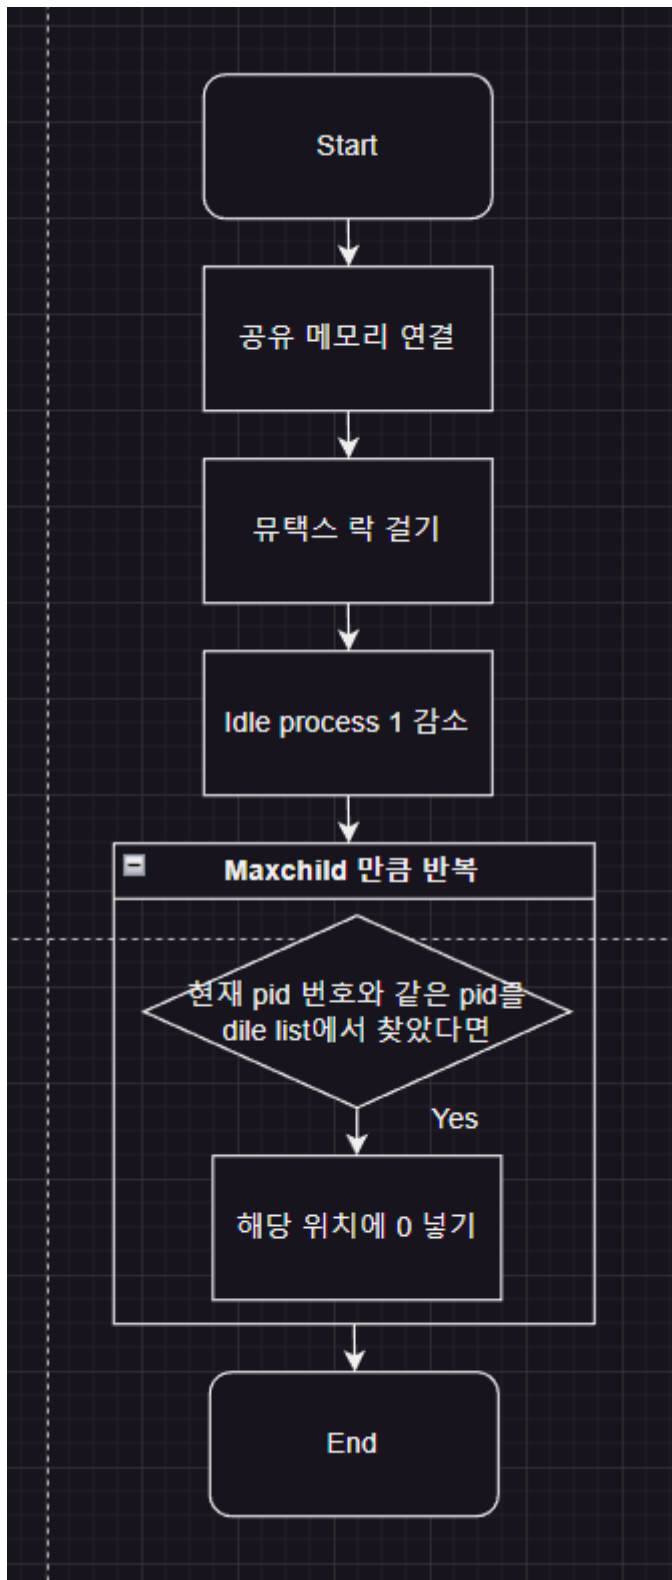 Start
공유 메모리 연결
뮤택스 락 걸기
Idle process 1 감소
Maxchild 만큼 반복
현재 pid 번호와 같은 pid를
dile list에서 찾았다면
Yes
해당 위치에 0 넣기
End